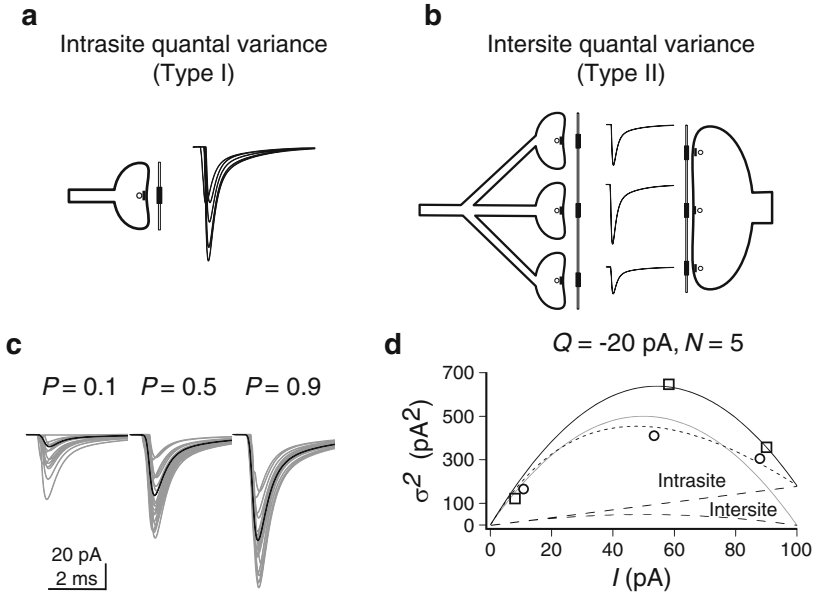 a
Intrasite quantal variance
(Type I)
b
Intersite quantal variance
(Type II)
c
P = 0.1 P = 0.5 P = 0.9
20 pA
2 ms
d
Q = -20 pA, N = 5
σ² (pA²)
700
500
300
100
0
Intrasite
Intersite
0 20 40 60 80 100
I (pA)